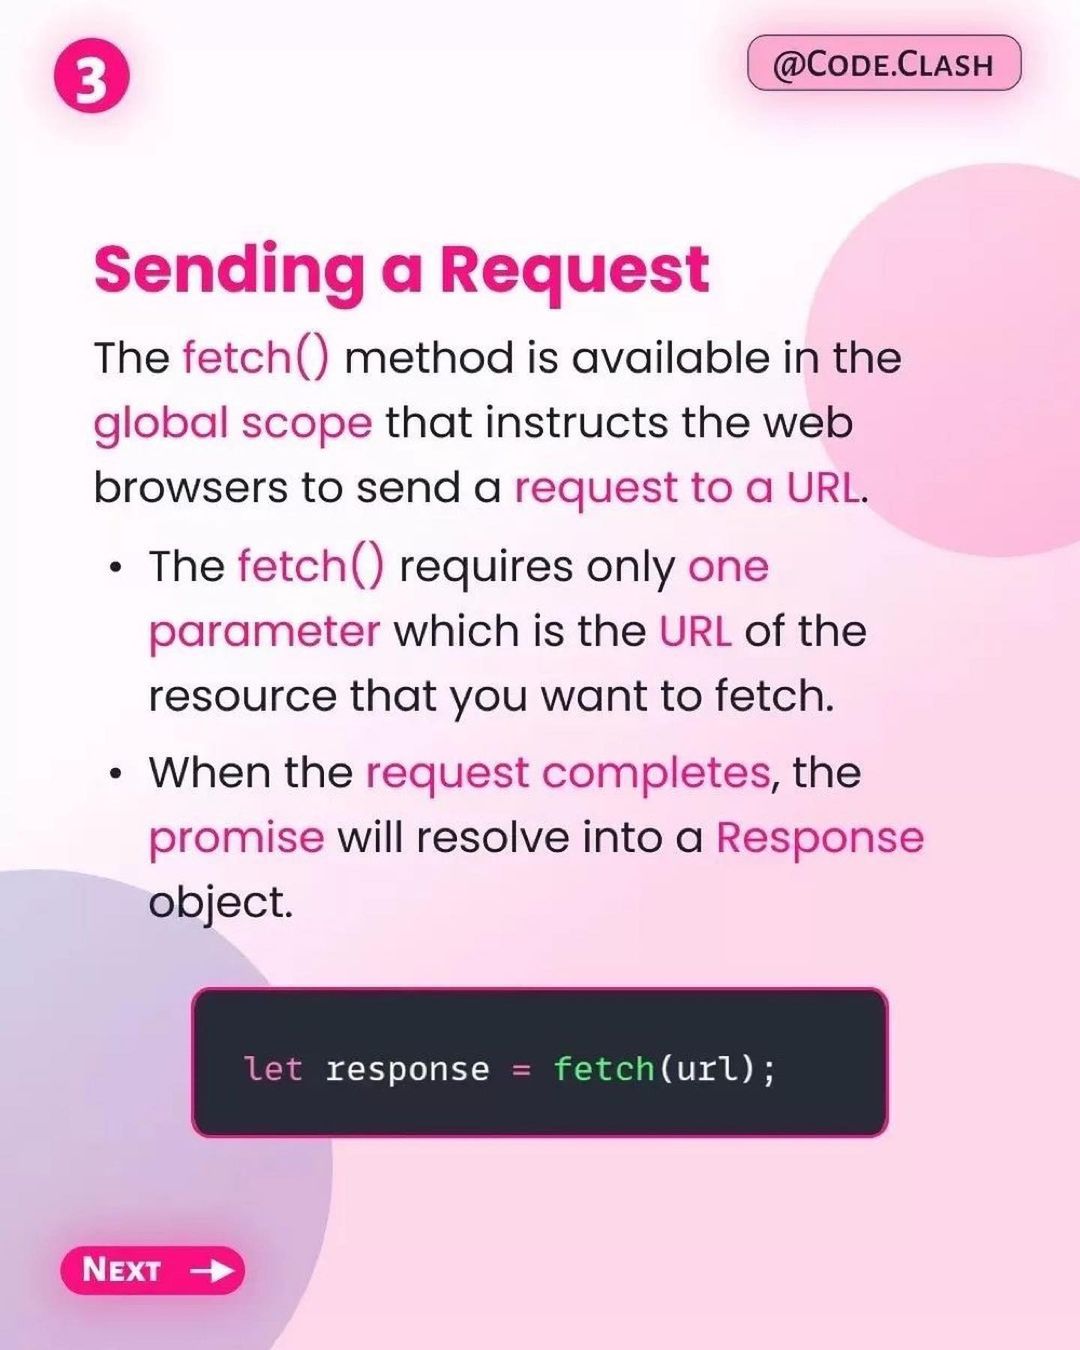 3
@Code.Clash
Sending a Request
The fetch() method is available in the
global scope that instructs the web
browsers to send a request to a URL.
• The fetch() requires only one
parameter which is the URL of the
resource that you want to fetch.
• When the request completes, the
promise will resolve into a Response
object.
let response = fetch(url);
Next →